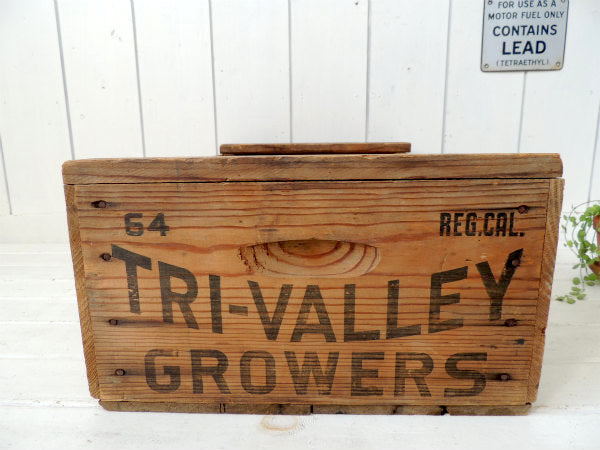 FOR USE AS A
MOTOR FUEL ONLY
CONTAINS
LEAD
(TETRAETHYL)
64 REG.CAL.
TRI-VALLEY
GROWERS